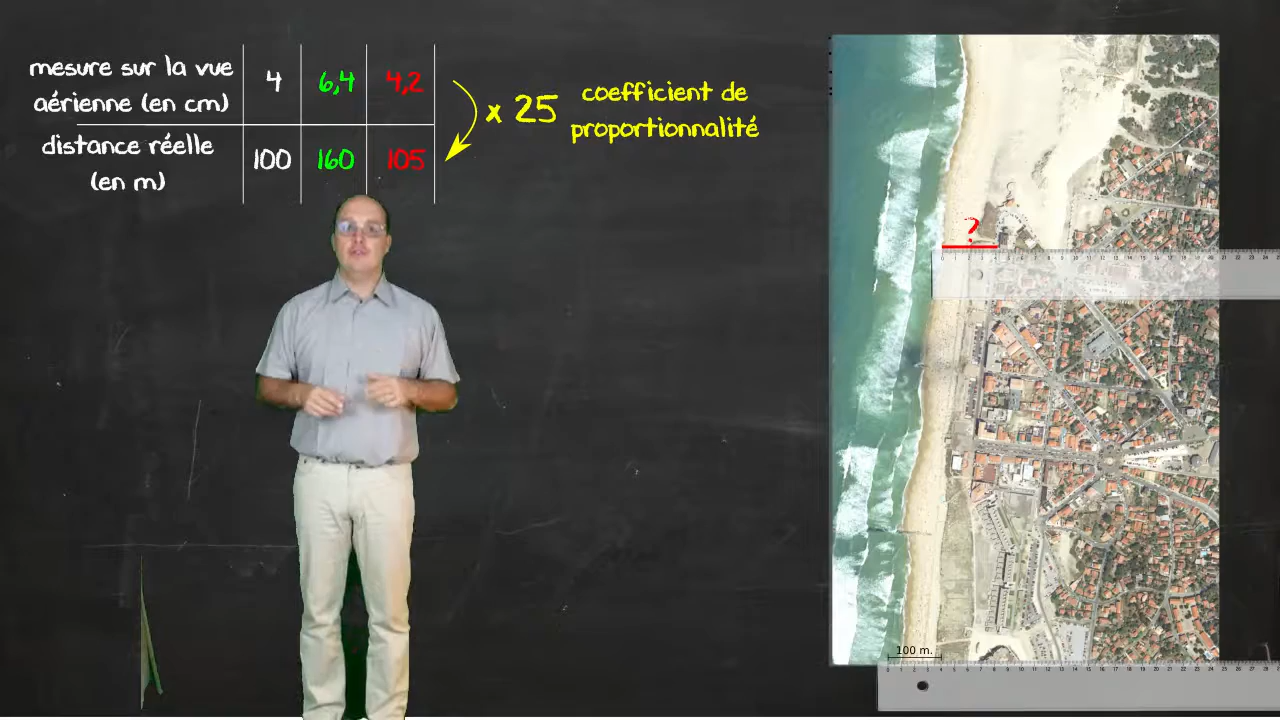 mesure sur la vue
aérienne (en cm)
4
6,4
4,2
distance réelle
(en m)
100
160
105
x 25
coefficient de
proportionnalité
?
100 m.